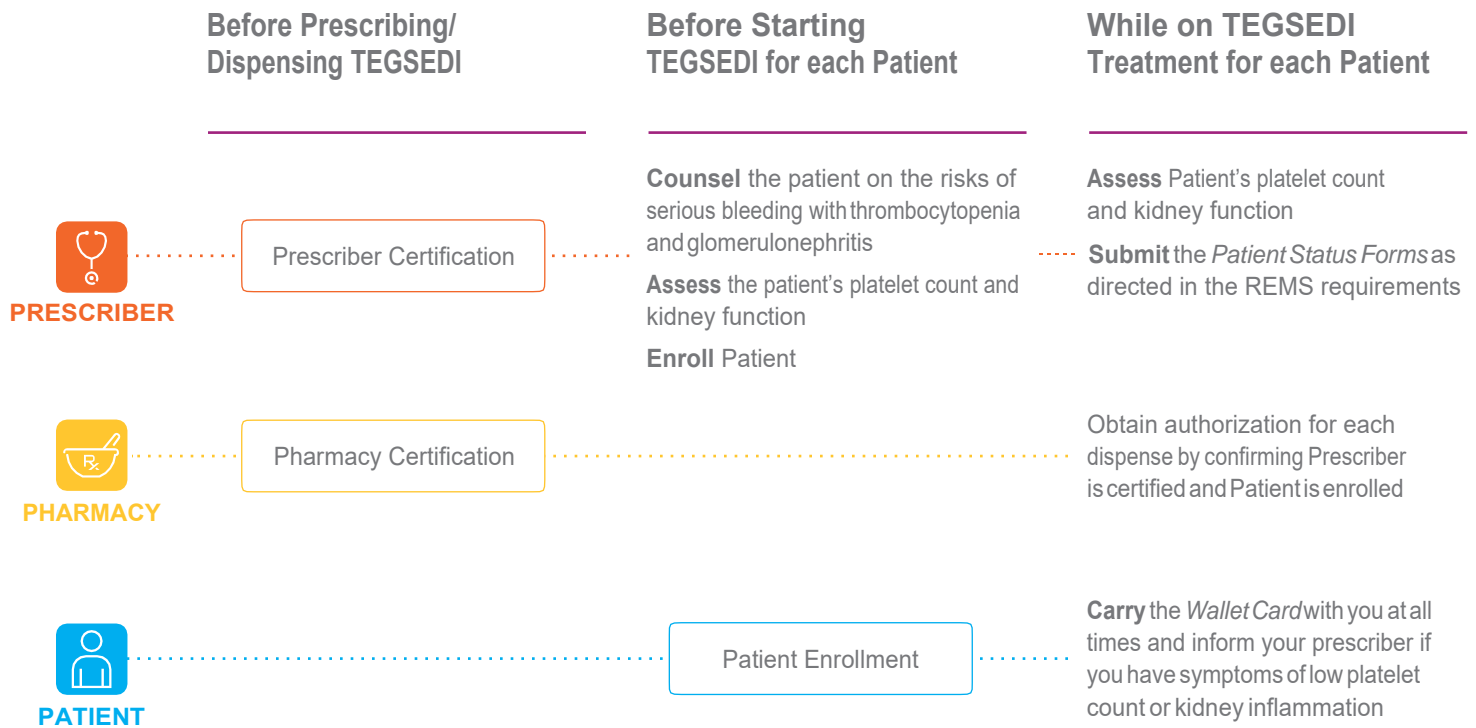 Before Prescribing/
Dispensing TEGSEDI
Before Starting
TEGSEDI for each Patient
While on TEGSEDI
Treatment for each Patient
PRESCRIBER
Prescriber Certification
Counsel the patient on the risks of
serious bleeding with thrombocytopenia
and glomerulonephritis
Assess the patient's platelet count and
kidney function
Enroll Patient
Assess Patient's platelet count
and kidney function
Submit the Patient Status Forms as
directed in the REMS requirements
Rx
PHARMACY
Pharmacy Certification
Obtain authorization for each
dispense by confirming Prescriber
is certified and Patient is enrolled
PATIENT
Patient Enrollment
Carry the Wallet Card with you at all
times and inform your prescriber if
you have symptoms of low platelet
count or kidney inflammation